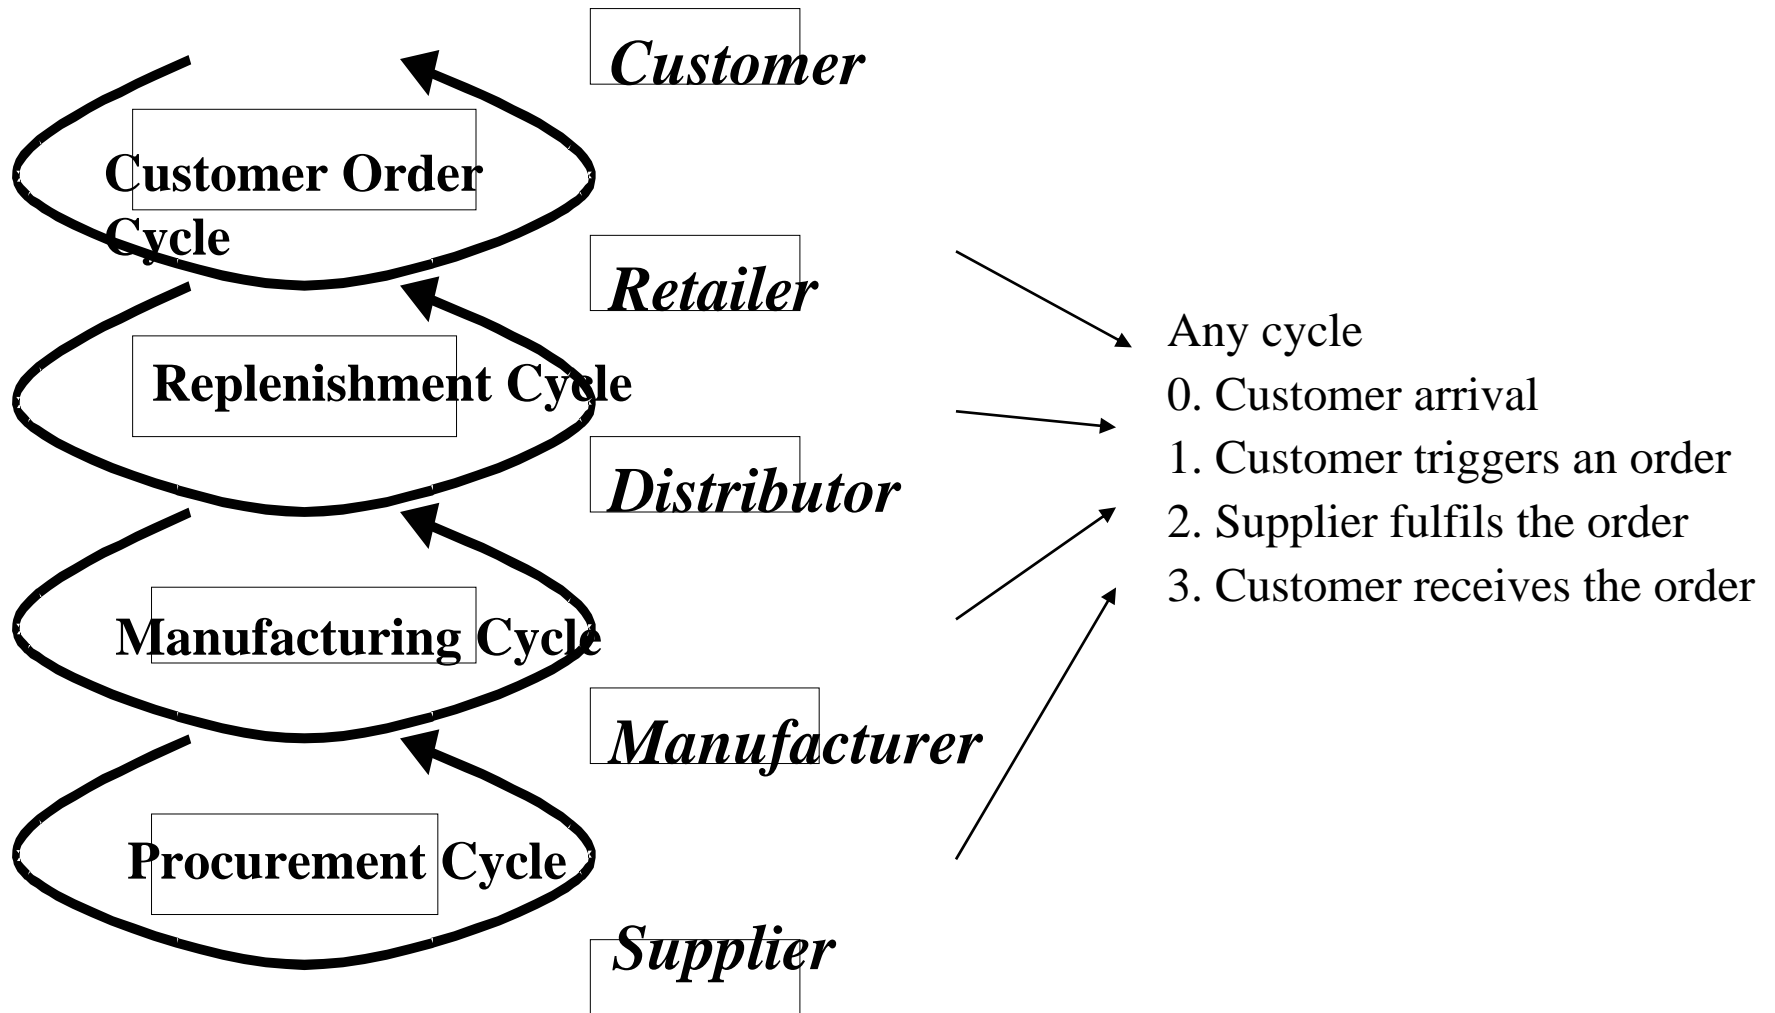 Customer
Customer Order
Cycle
Retailer
Replenishment Cycle
Distributor
Manufacturing Cycle
Manufacturer
Procurement Cycle
Supplier
Any cycle
0. Customer arrival
1. Customer triggers an order
2. Supplier fulfils the order
3. Customer receives the order